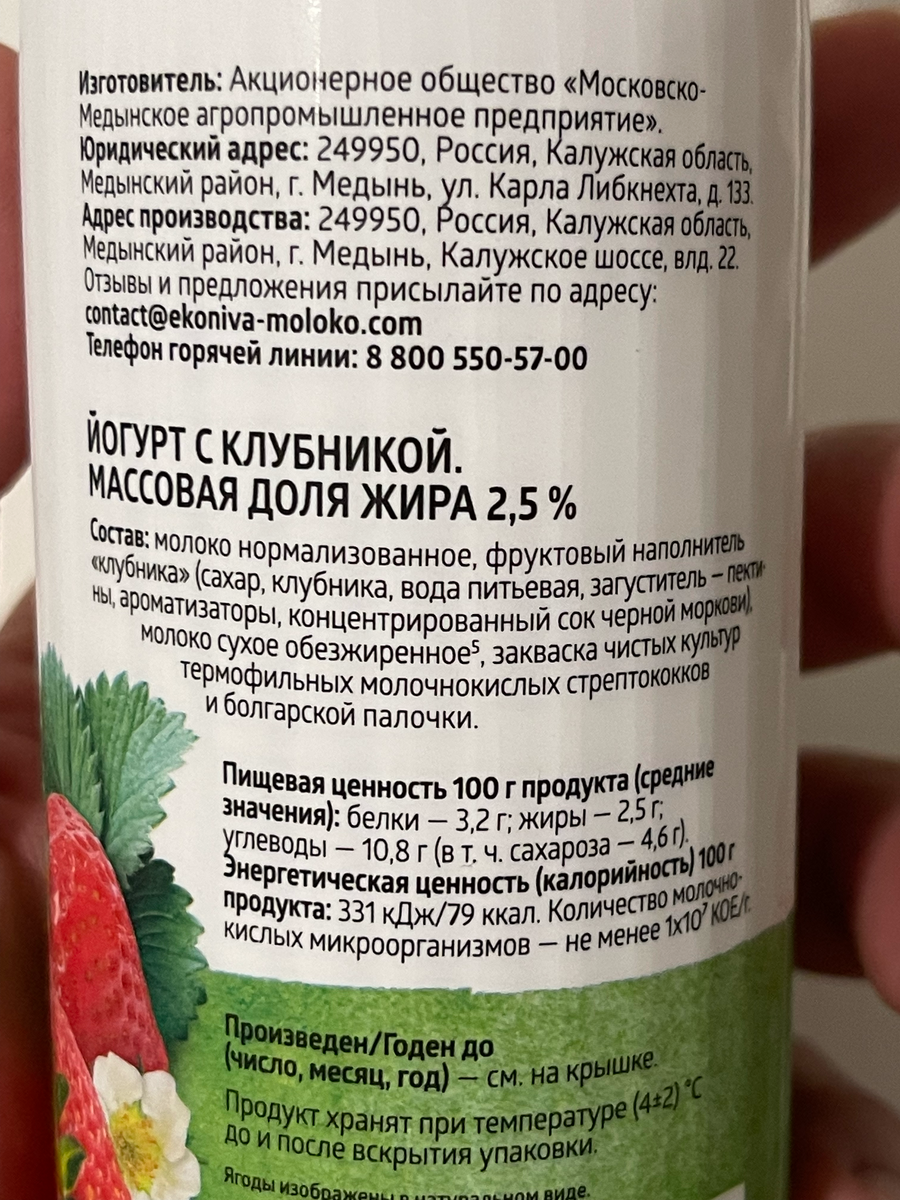 Изготовитель: Акционерное общество «Московско-
Медынское агропромышленное предприятие».
Юридический адрес: 249950, Россия, Калужская область,
Медынский район, г. Медынь, ул. Карла Либкнехта, д. 133.
Адрес производства: 249950, Россия, Калужская область,
Медынский район, г. Медынь, Калужское шоссе, влд. 22.
Отзывы и предложения присылайте по адресу:
contact@ekoniva-moloko.com
Телефон горячей линии: 8 800 550-57-00
ЙОГУРТ С КЛУБНИКОЙ.
МАССОВАЯ ДОЛЯ ЖИРА 2,5 %
Состав: молоко нормализованное, фруктовый наполнитель
«клубника» (сахар, клубника, вода питьевая, загуститель – пекти-
ны, ароматизаторы, концентрированный сок черной моркови),
молоко сухое обезжиренное⁵, закваска чистых культур
термофильных молочнокислых стрептококков
и болгарской палочки.
Пищевая ценность 100 г продукта (средние
значения): белки – 3,2 г; жиры – 2,5 г;
углеводы – 10,8 г (в т. ч. сахароза – 4,6 г).
Энергетическая ценность (калорийность) 100 г
продукта: 331 кДж/79 ккал. Количество молочно-
кислых микроорганизмов – не менее 1х10⁷ КОЕ/г.
Произведен/Годен до
(число, месяц, год) – см. на крышке.
Продукт хранят при температуре (4±2) °С
до и после вскрытия упаковки.
Ягоды изображены в натуральном виде.